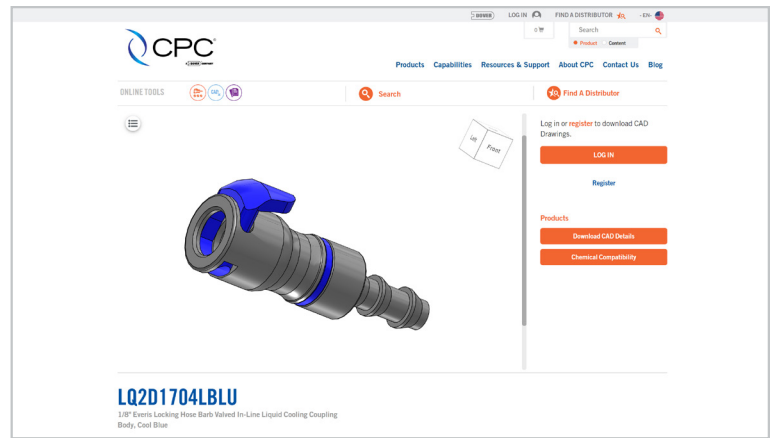 DOVER LOG IN FIND A DISTRIBUTOR - EN-
CPC
0 Search
Product Content
Products Capabilities Resources & Support About CPC Contact Us Blog
ONLINE TOOLS Search Find A Distributor
Left Front
Log in or register to download CAD
Drawings.
LOG IN
Register
Products
Download CAD Details
Chemical Compatibility
LQ2D1704LBLU
1/8" Everis Locking Hose Barb Valved In-Line Liquid Cooling Coupling
Body, Cool Blue